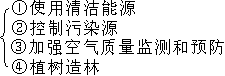 ①使用清洁能源
②控制污染源
③加强空气质量监测和预防
④植树造林